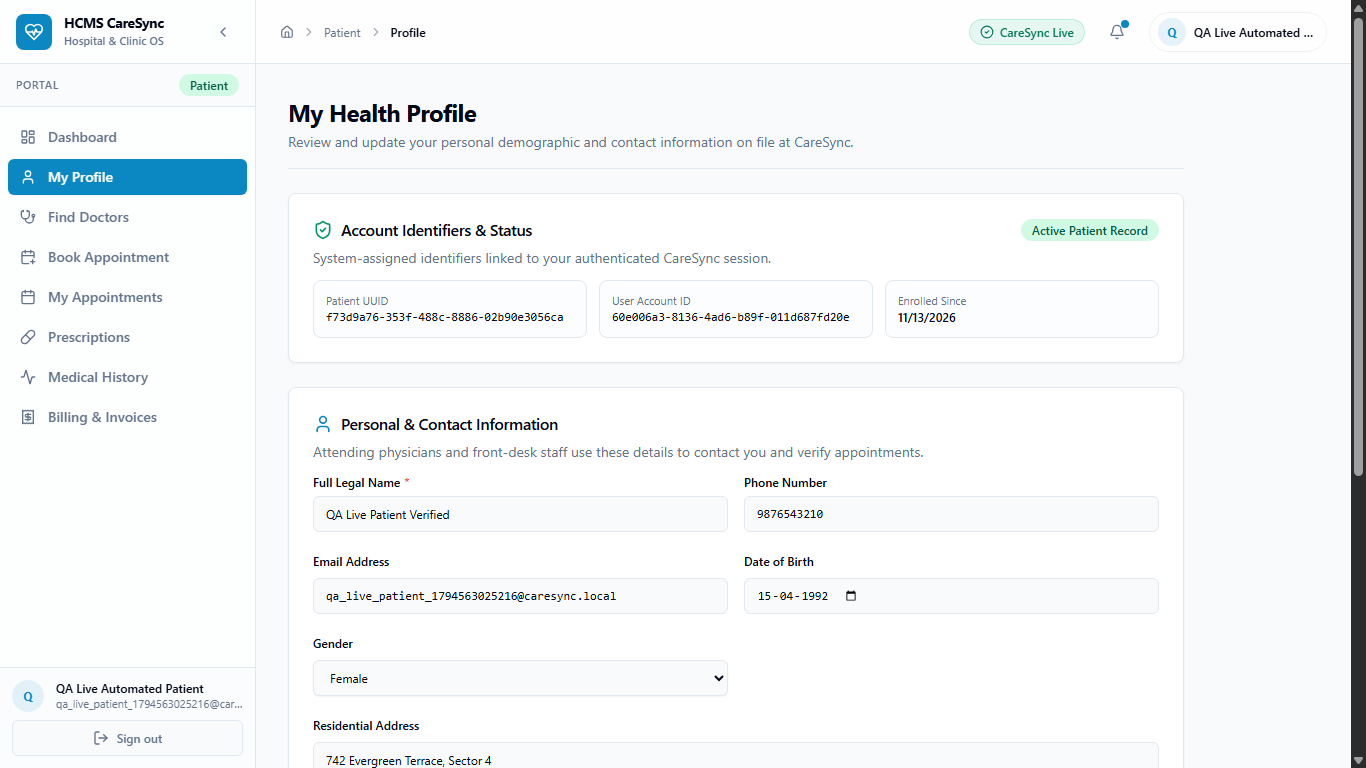 HCMS CareSync
Hospital & Clinic OS
PORTAL
Patient
Dashboard
My Profile
Find Doctors
Book Appointment
My Appointments
Prescriptions
Medical History
Billing & Invoices
Q
QA Live Automated Patient
qa_live_patient_1794563025216@car...
Sign out
Patient
Profile
CareSync Live
Q
QA Live Automated ...
My Health Profile
Review and update your personal demographic and contact information on file at CareSync.
Account Identifiers & Status
Active Patient Record
System-assigned identifiers linked to your authenticated CareSync session.
Patient UUID
f73d9a76-353f-488c-8886-02b90e3056ca
User Account ID
60e006a3-8136-4ad6-b89f-011d687fd20e
Enrolled Since
11/13/2026
Personal & Contact Information
Attending physicians and front-desk staff use these details to contact you and verify appointments.
Full Legal Name *
QA Live Patient Verified
Phone Number
9876543210
Email Address
qa_live_patient_1794563025216@caresync.local
Date of Birth
15-04-1992
Gender
Female
Residential Address
742 Evergreen Terrace, Sector 4